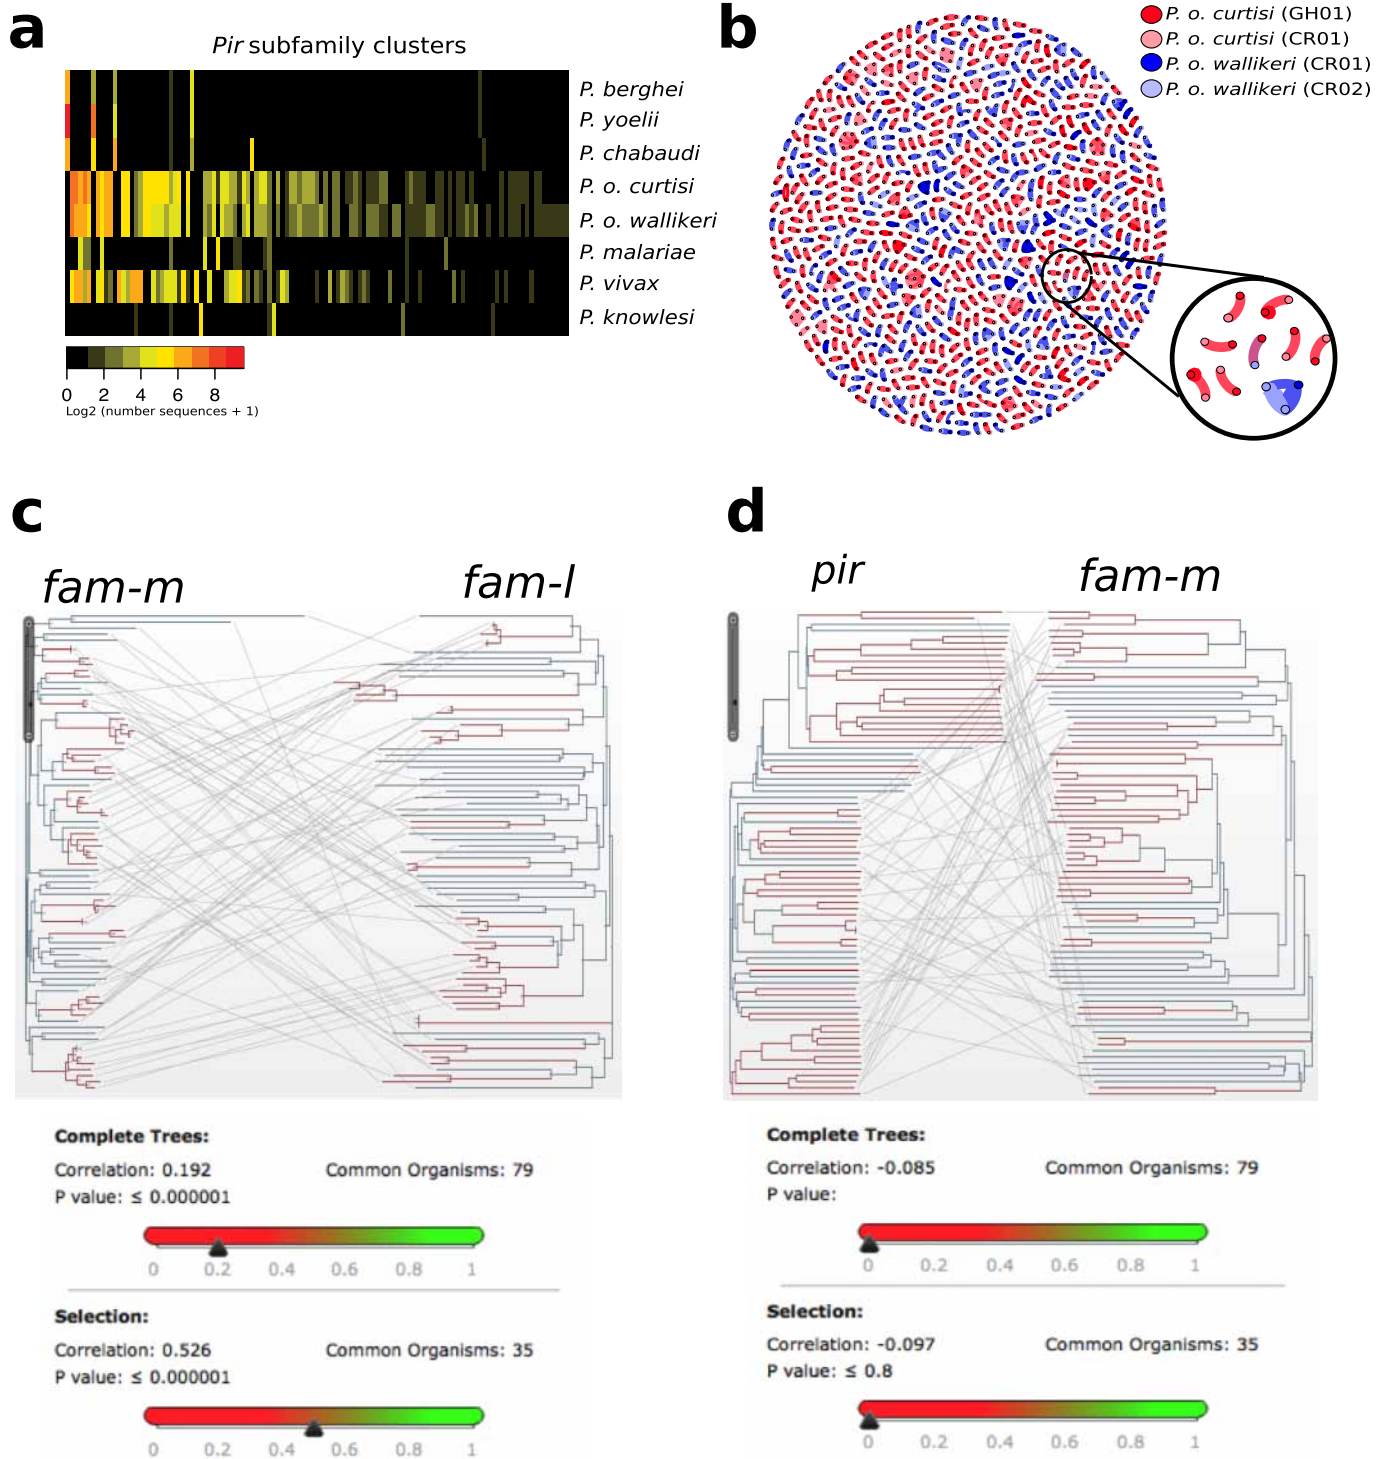 a
Pir subfamily clusters
P. berghei
P. yoelii
P. chabaudi
P. o. curtisi
P. o. wallikeri
P. malariae
P. vivax
P. knowlesi
0 2 4 6 8
Log2 (number sequences + 1)
b
P. o. curtisi (GH01)
P. o. curtisi (CR01)
P. o. wallikeri (CR01)
P. o. wallikeri (CR02)
c
fam-m fam-l
Complete Trees:
Correlation: 0.192 Common Organisms: 79
P value: ≤ 0.000001
0 0.2 0.4 0.6 0.8 1
Selection:
Correlation: 0.526 Common Organisms: 35
P value: ≤ 0.000001
0 0.2 0.4 0.6 0.8 1
d
pir fam-m
Complete Trees:
Correlation: -0.085 Common Organisms: 79
P value:
0 0.2 0.4 0.6 0.8 1
Selection:
Correlation: -0.097 Common Organisms: 35
P value: ≤ 0.8
0 0.2 0.4 0.6 0.8 1